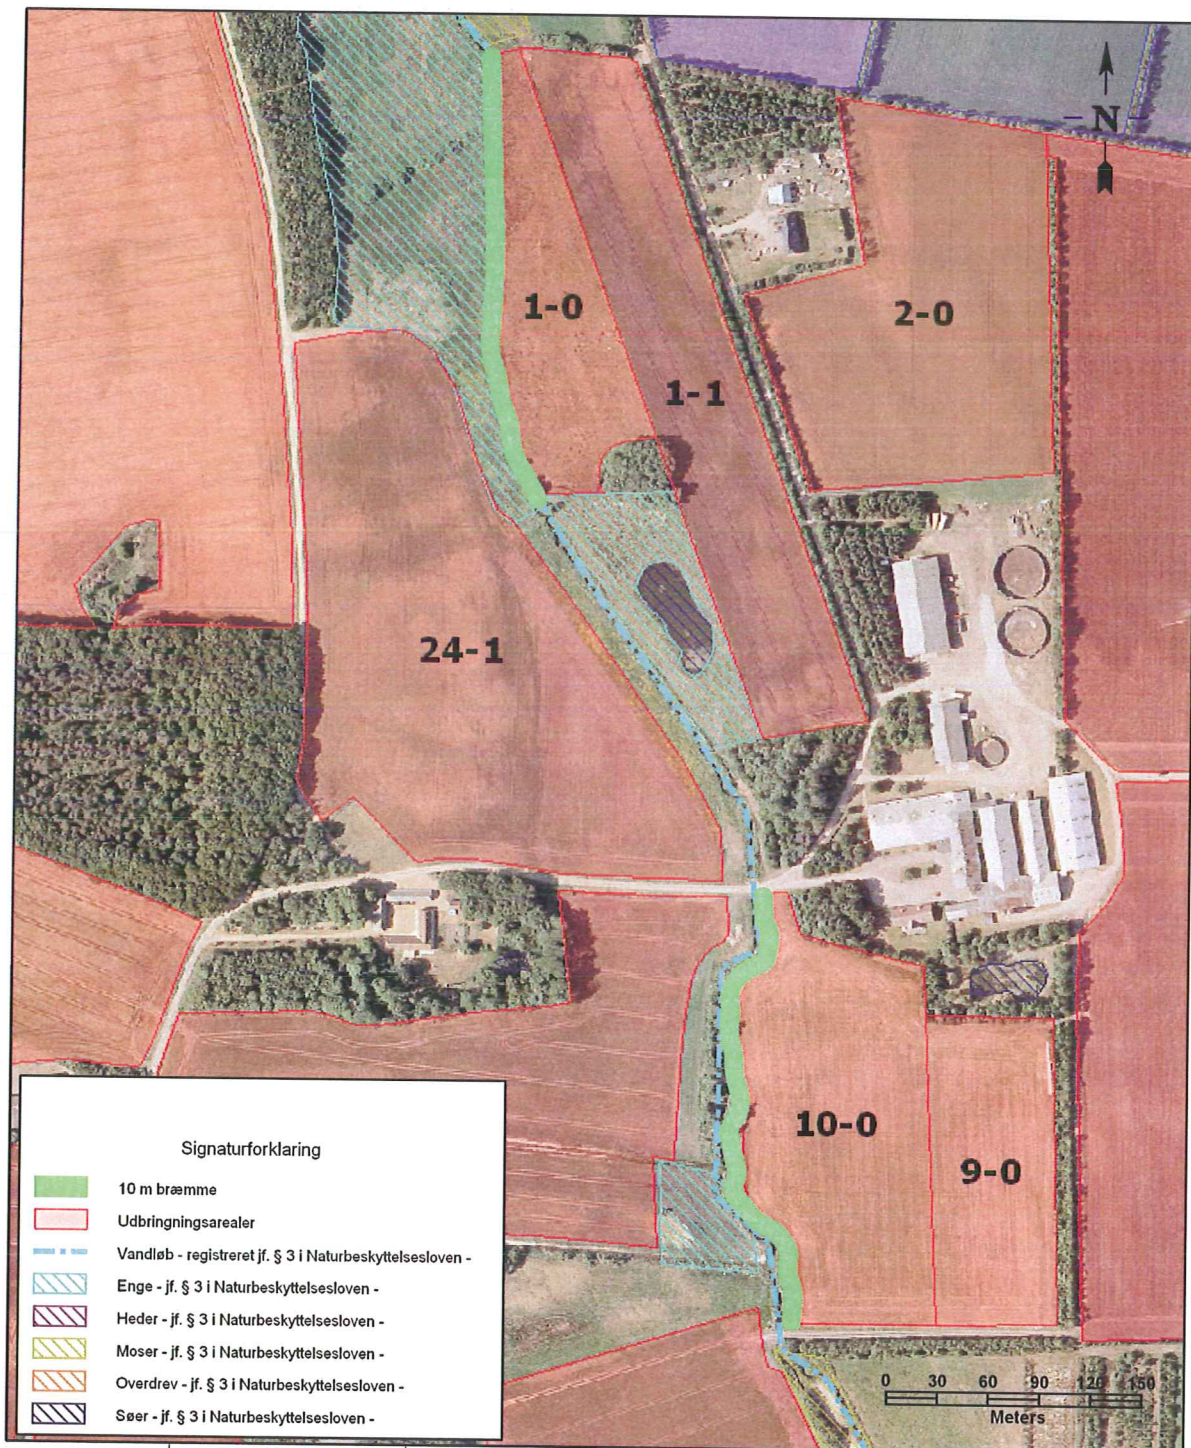 N
1-0
2-0
1-1
24-1
10-0
9-0
Signaturforklaring
10 m bræmme
Udbringningsarealer
Vandløb - registreret jf. § 3 i Naturbeskyttelsesloven -
Enge - jf. § 3 i Naturbeskyttelsesloven -
Heder - jf. § 3 i Naturbeskyttelsesloven -
Moser - jf. § 3 i Naturbeskyttelsesloven -
Overdrev - jf. § 3 i Naturbeskyttelsesloven -
Søer - jf. § 3 i Naturbeskyttelsesloven -
0 30 60 90 120 150
Meters